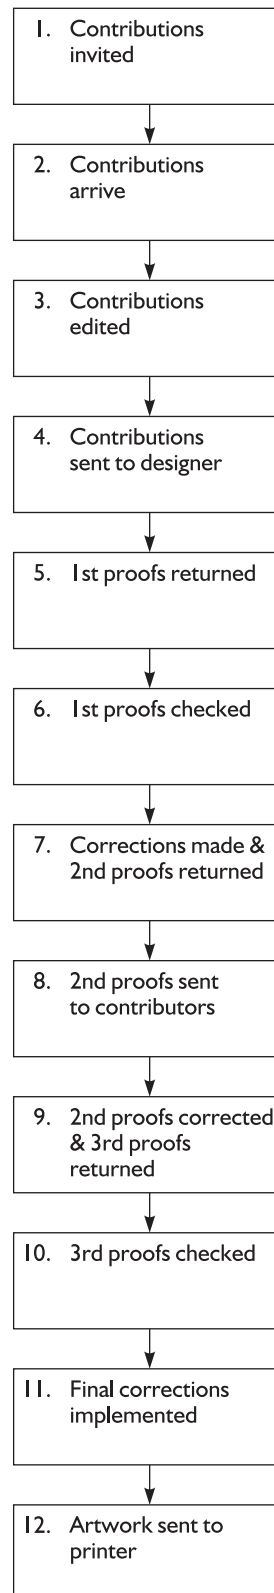 1. Contributions
invited
2. Contributions
arrive
3. Contributions
edited
4. Contributions
sent to designer
5. 1st proofs returned
6. 1st proofs checked
7. Corrections made &
2nd proofs returned
8. 2nd proofs sent
to contributors
9. 2nd proofs corrected
& 3rd proofs
returned
10. 3rd proofs checked
11. Final corrections
implemented
12. Artwork sent to
printer